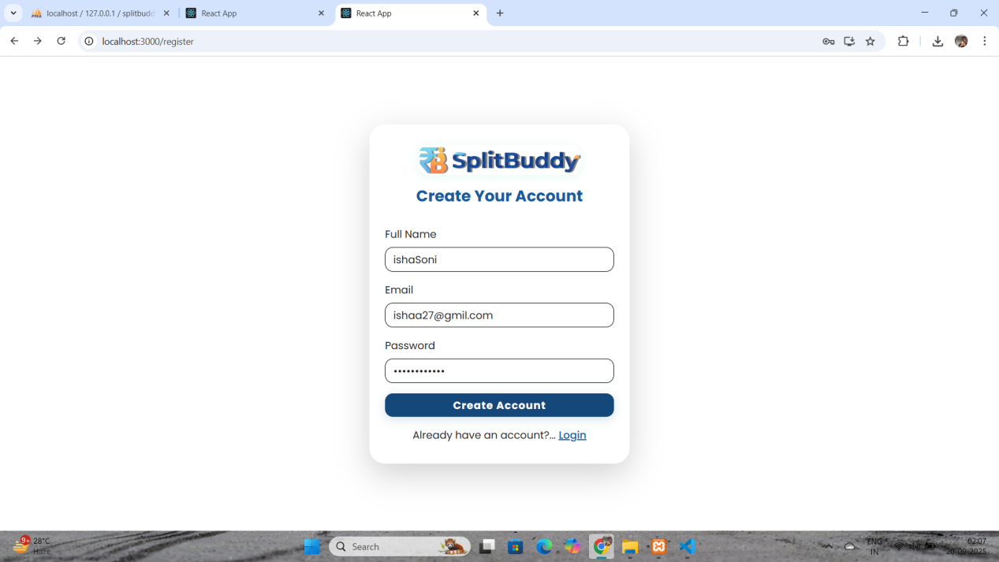 localhost / 127.0.0.1 / splitbudd
React App
React App
localhost:3000/register
SplitBuddy
Create Your Account
Full Name
ishaSoni
Email
ishaa27@gmil.com
Password
••••••••••••
Create Account
Already have an account?... Login
9+
28°C
Haze
Search
ENG
IN
02:07
20-09-2025